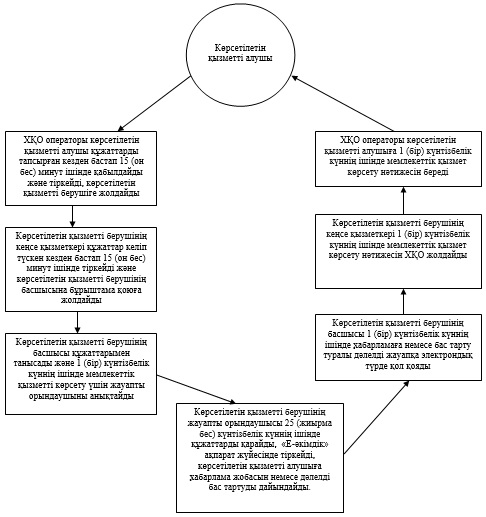 Көрсетілетін
қызметті алушы
ХҚО операторы көрсетілетін
қызметті алушы құжаттарды
тапсырған кезден бастап 15 (он
бес) минут ішінде қабылдайды
және тіркейді, көрсетілетін
қызметті берушіге жолдайды
Көрсетілетін қызметті берушінің
кеңсе қызметкері құжаттар келіп
түскен кезден бастап 15 (он бес)
минут ішінде тіркейді және
көрсетілетін қызметті берушінің
басшысына бұрыштама қоюға
жолдайды
Көрсетілетін қызметті берушінің
басшысы құжаттарымен
танысады және 1 (бір) күнтізбелік
күннің ішінде мемлекеттік
қызметті көрсету үшін жауапты
орындаушыны анықтайды
Көрсетілетін қызметті берушінің
жауапты орындаушысы 25 (жиырма
бес) күнтізбелік күннің ішінде
құжаттарды қарайды, «Е-әкімдік»
ақпарат жүйесінде тіркейді,
көрсетілетін қызметті алушыға
хабарлама жобасын немесе дәлелді
бас тартуды дайындайды.
Көрсетілетін қызметті берушінің
басшысы 1 (бір) күнтізбелік күннің
ішінде хабарламаға немесе бас тарту
туралы дәлелді жауапқа электрондық
түрде қол қояды
Көрсетілетін қызметті берушінің
кеңсе қызметкері 1 (бір) күнтізбелік
күннің ішінде мемлекеттік қызмет
көрсету нәтижесін ХҚО жолдайды
ХҚО операторы көрсетілетін
қызметті алушыға 1 (бір) күнтізбелік
күннің ішінде мемлекеттік қызмет
көрсету нәтижесін береді